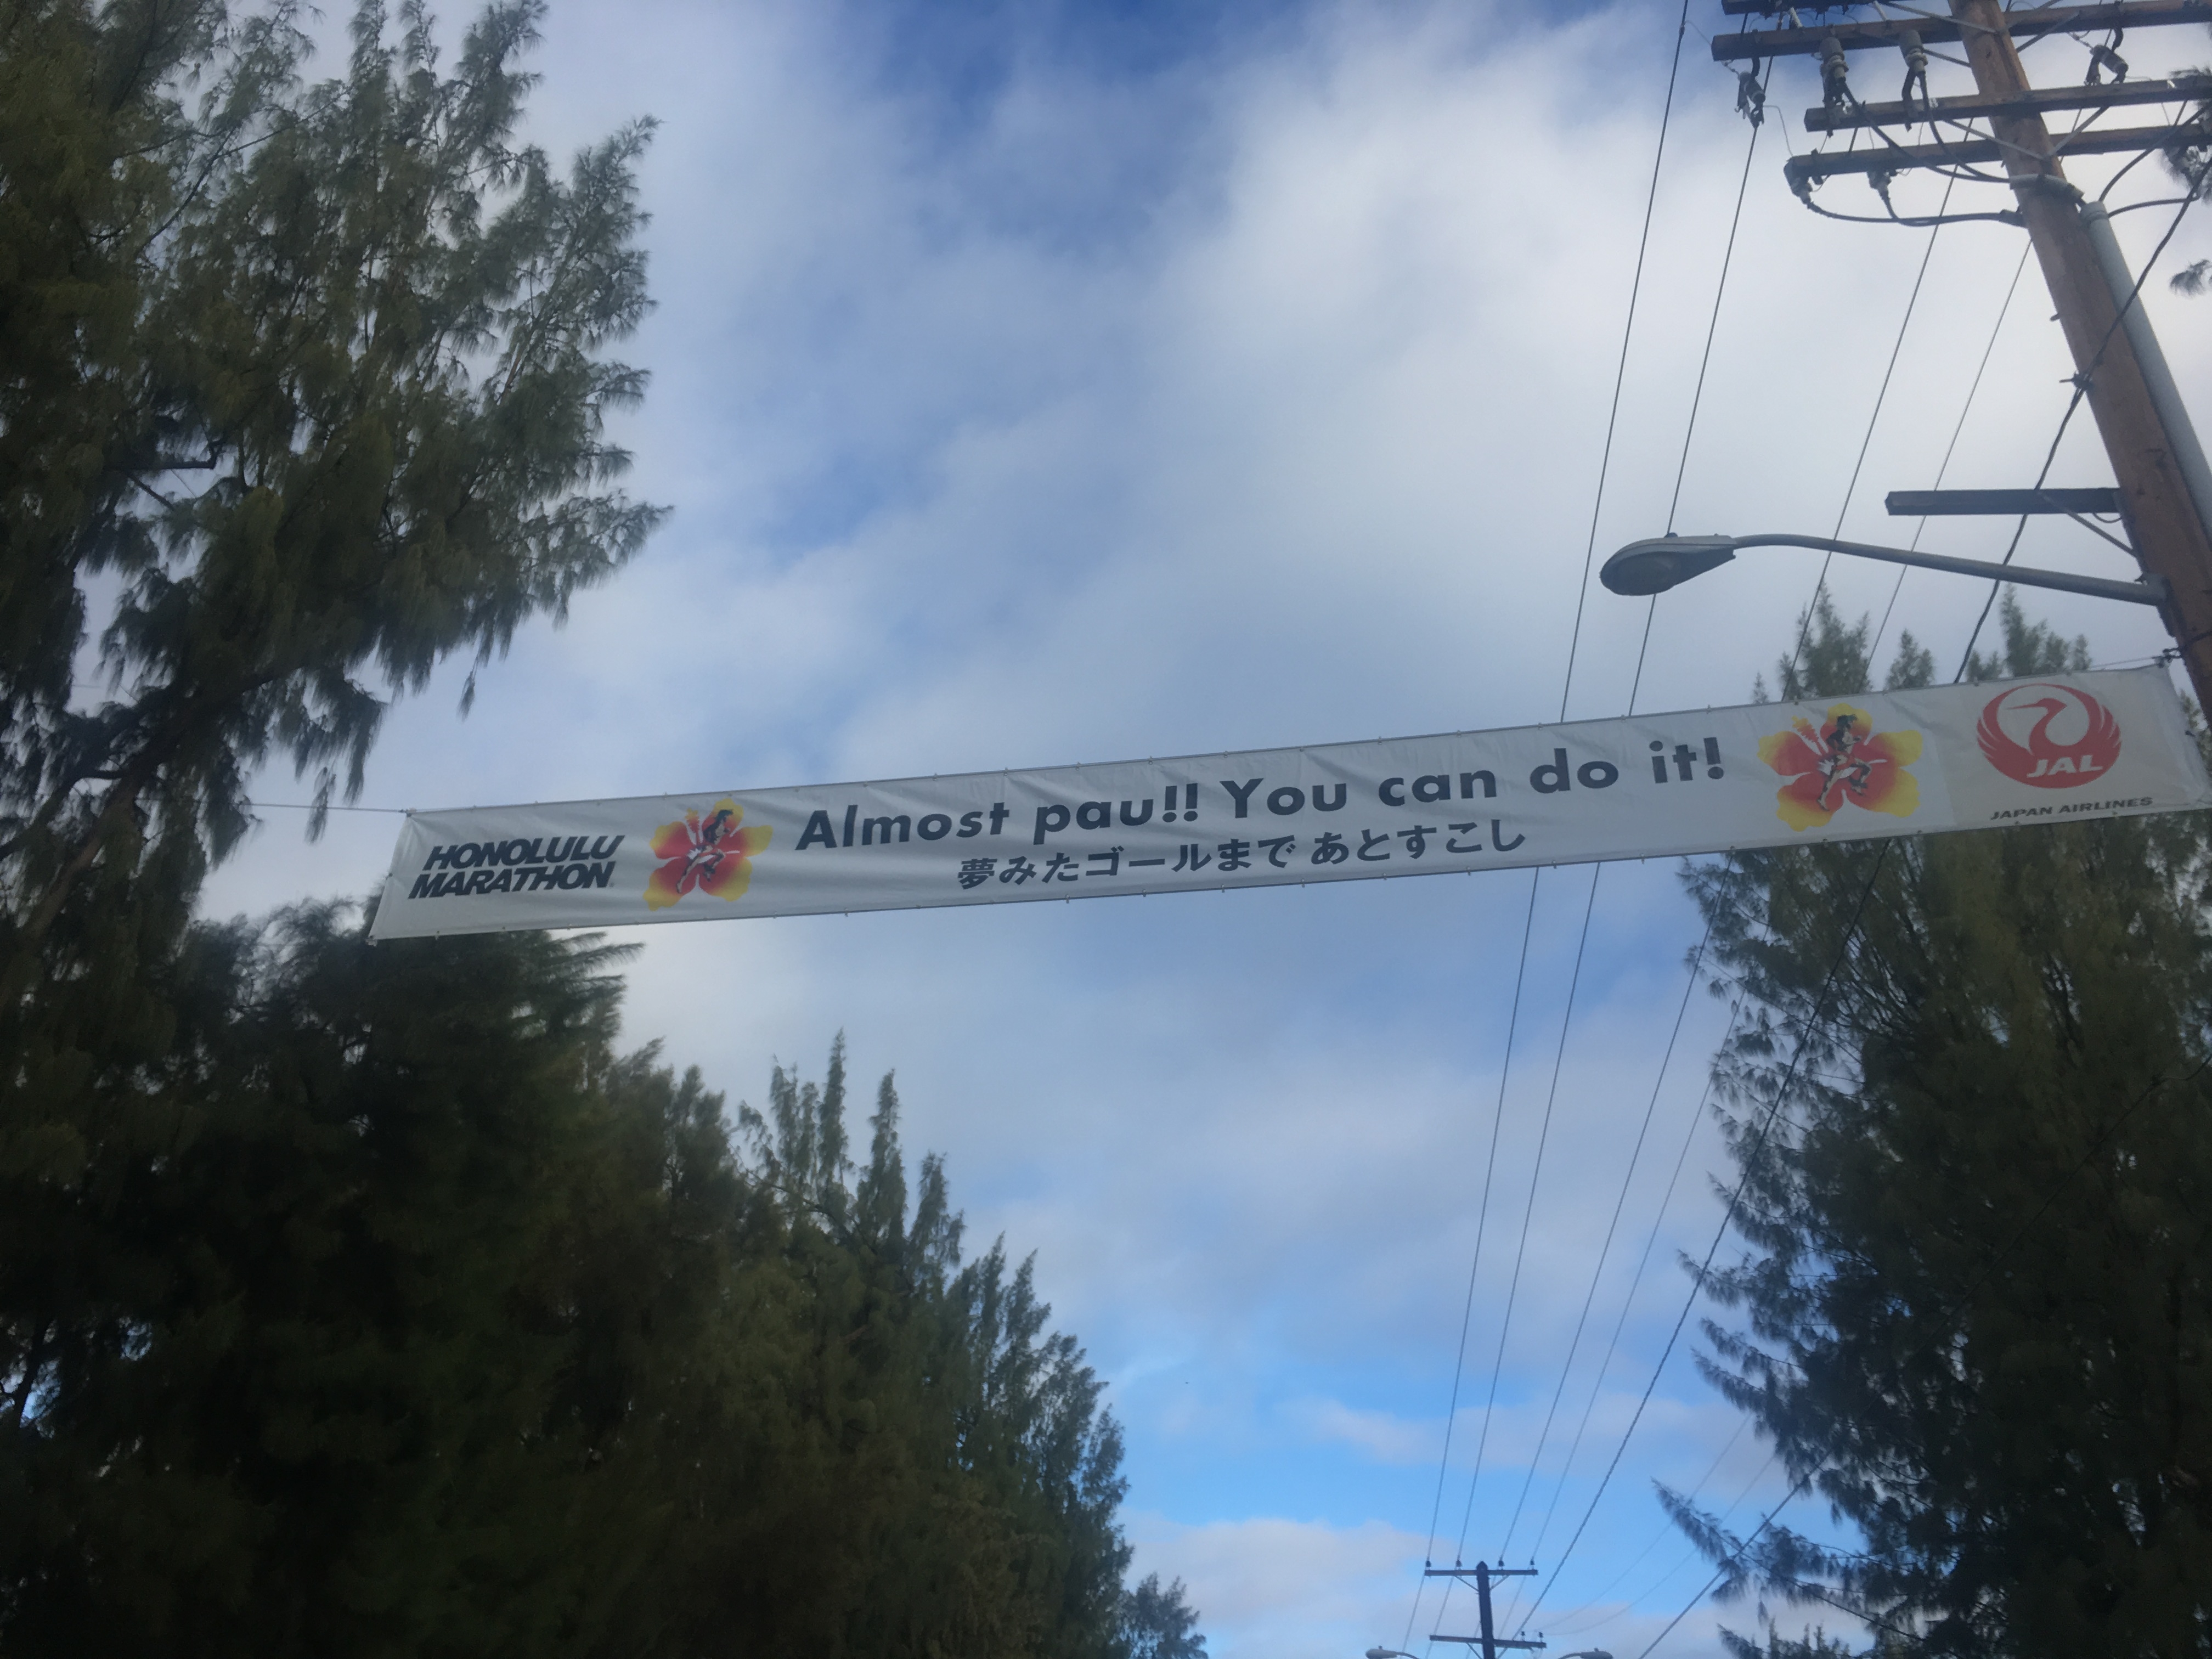 HONOLULU
MARATHON
Almost pau!! You can do it!
夢みたゴールまで あとすこし
JAL
JAPAN AIRLINES